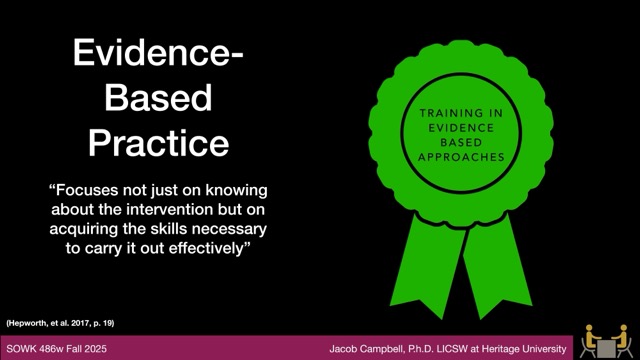 Evidence-
Based
Practice
“Focuses not just on knowing
about the intervention but on
acquiring the skills necessary
to carry it out effectively”
TRAINING IN
EVIDENCE
BASED
APPROACHES
(Hepworth, et al. 2017, p. 19)
SOWK 486w Fall 2025
Jacob Campbell, P.h.D. LICSW at Heritage University